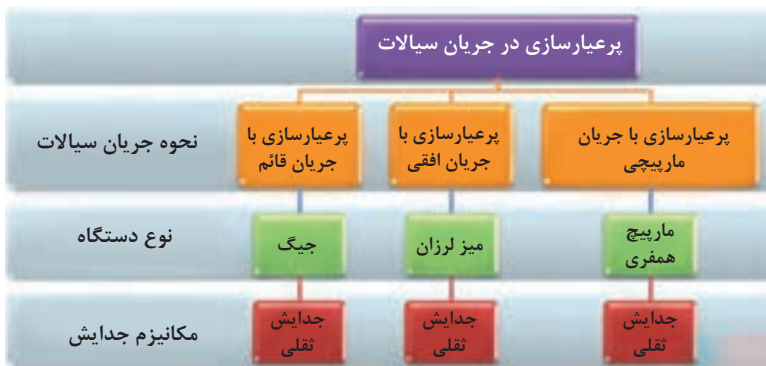 پرعیارسازی در جریان سیالات
نحوه جریان سیالات
پرعیارسازی با جریان
مارپیچی
پرعیارسازی با
جریان افقی
پرعیارسازی با
جریان قائم
نوع دستگاه
مارپیچ
همفری
میز لرزان
جیگ
مکانیزم جدایش
جدایش
ثقلی
جدایش
ثقلی
جدایش
ثقلی